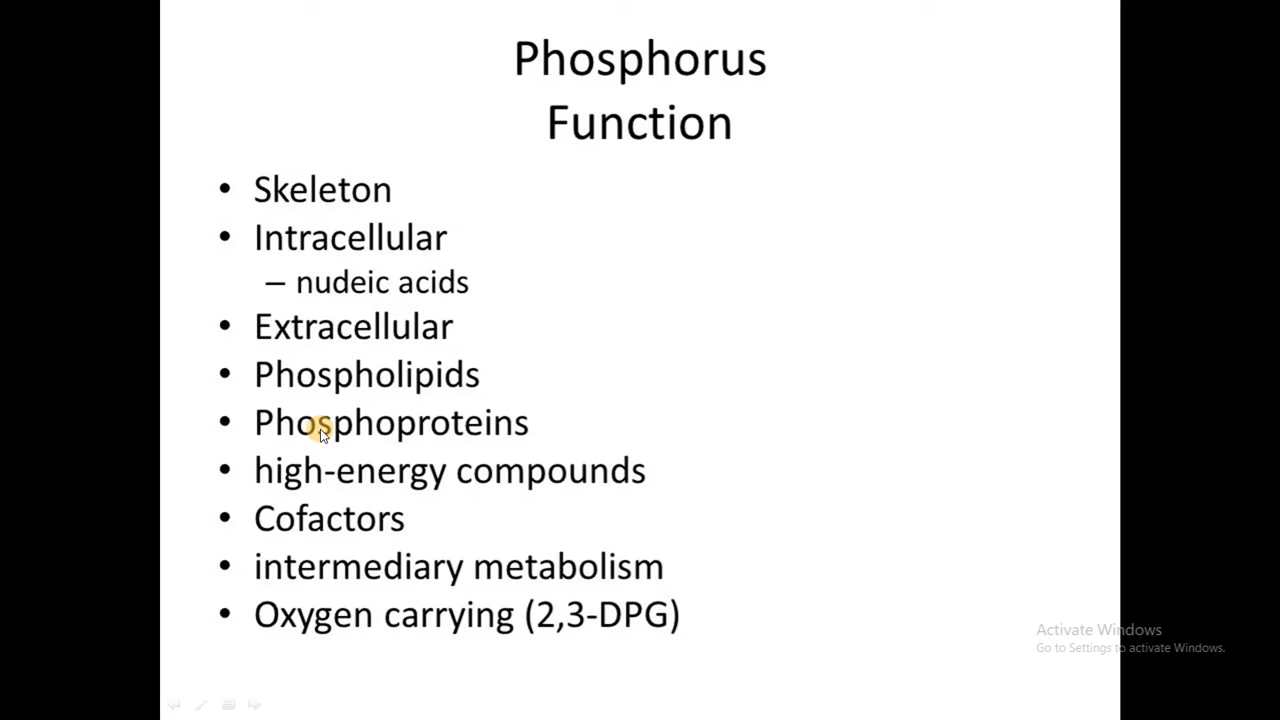 Phosphorus
Function
• Skeleton
• Intracellular
– nudeic acids
• Extracellular
• Phospholipids
• Phosphoproteins
• high-energy compounds
• Cofactors
• intermediary metabolism
• Oxygen carrying (2,3-DPG)
Activate Windows
Go to Settings to activate Windows.